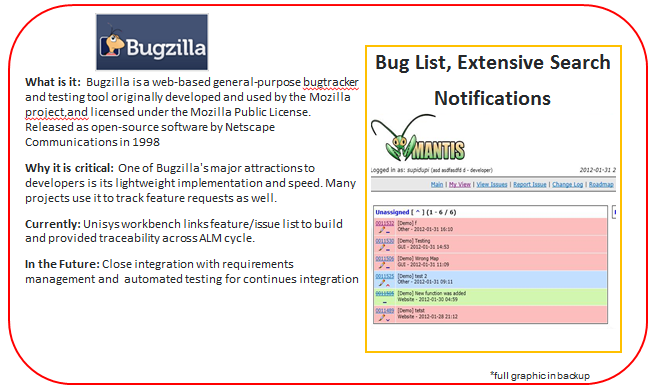 Bugzilla
What is it: Bugzilla is a web-based general-purpose bugtracker
and testing tool originally developed and used by the Mozilla
project,and licensed under the Mozilla Public License.
Released as open-source software by Netscape
Communications in 1998
Why it is critical: One of Bugzilla's major attractions to
developers is its lightweight implementation and speed. Many
projects use it to track feature requests as well.
Currently: Unisys workbench links feature/issue list to build
and provided traceability across ALM cycle.
In the Future: Close integration with requirements
management and automated testing for continues integration
Bug List, Extensive Search
Notifications
MANTIS
Logged in as: supidupi (asd asdfasdfd d - developer) 2012-01-31 2
Main | My View | View Issues | Report Issue | Change Log | Roadmap
Unassigned [ ^ ] (1 - 6 / 6)
0011532 [Demo] f
Other - 2012-01-31 16:10
0011530 [Demo] Testing
GUI - 2012-01-31 14:53
0011506 [Demo] Wrong Map
GUI - 2012-01-31 11:09
0011525 [Demo] test 2
Other - 2012-01-31 09:11
[Demo] New function was added
Website - 2012-01-30 04:59
0011489 [Demo] tetst
Website - 2012-01-28 21:12
*full graphic in backup